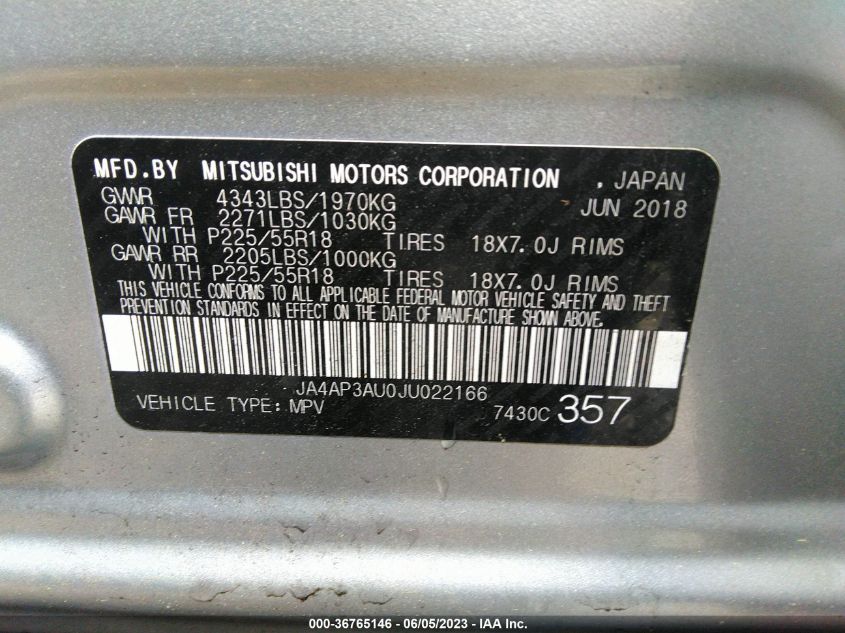 MFD.BY MITSUBISHI MOTORS CORPORATION , JAPAN
GVWR 4343LBS/1970KG JUN 2018
GAWR FR 2271LBS/1030KG
WITH P225/55R18 TIRES 18X7.0J RIMS
GAWR RR 2205LBS/1000KG
WITH P225/55R18 TIRES 18X7.0J RIMS
THIS VEHICLE CONFORMS TO ALL APPLICABLE FEDERAL MOTOR VEHICLE SAFETY AND THEFT
PREVENTION STANDARDS IN EFFECT ON THE DATE OF MANUFACTURE SHOWN ABOVE.
JA4AP3AU0JU022166
VEHICLE TYPE: MPV 7430C 357
000-36765146 - 06/05/2023 - IAA Inc.